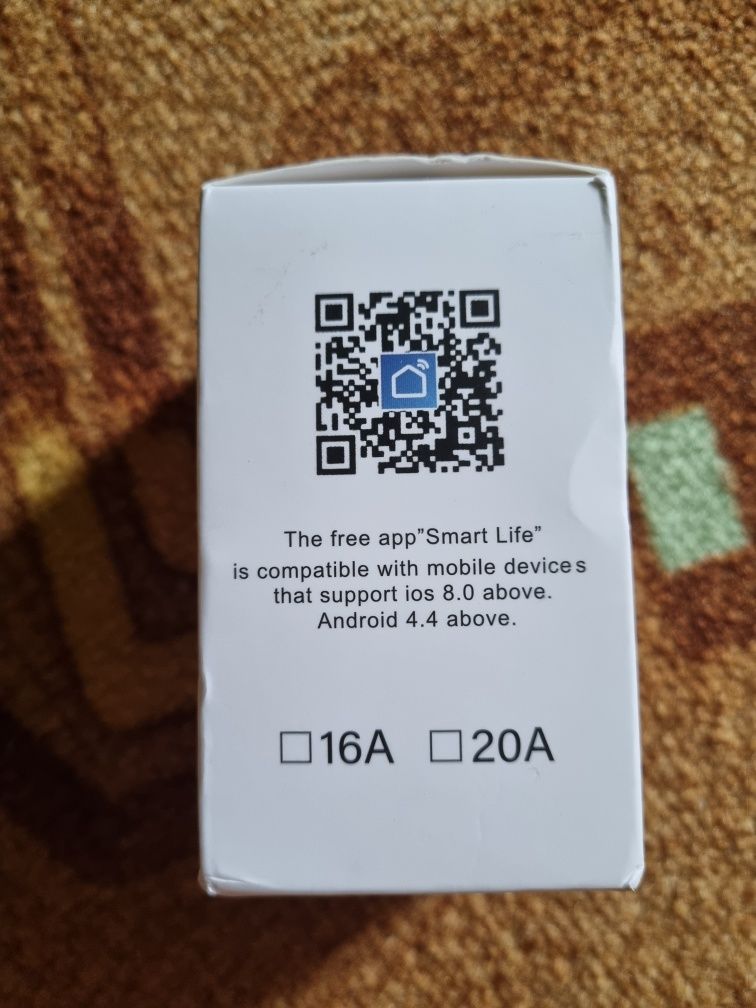 The free app"Smart Life"
is compatible with mobile devices
that support ios 8.0 above.
Android 4.4 above.
16A 20A